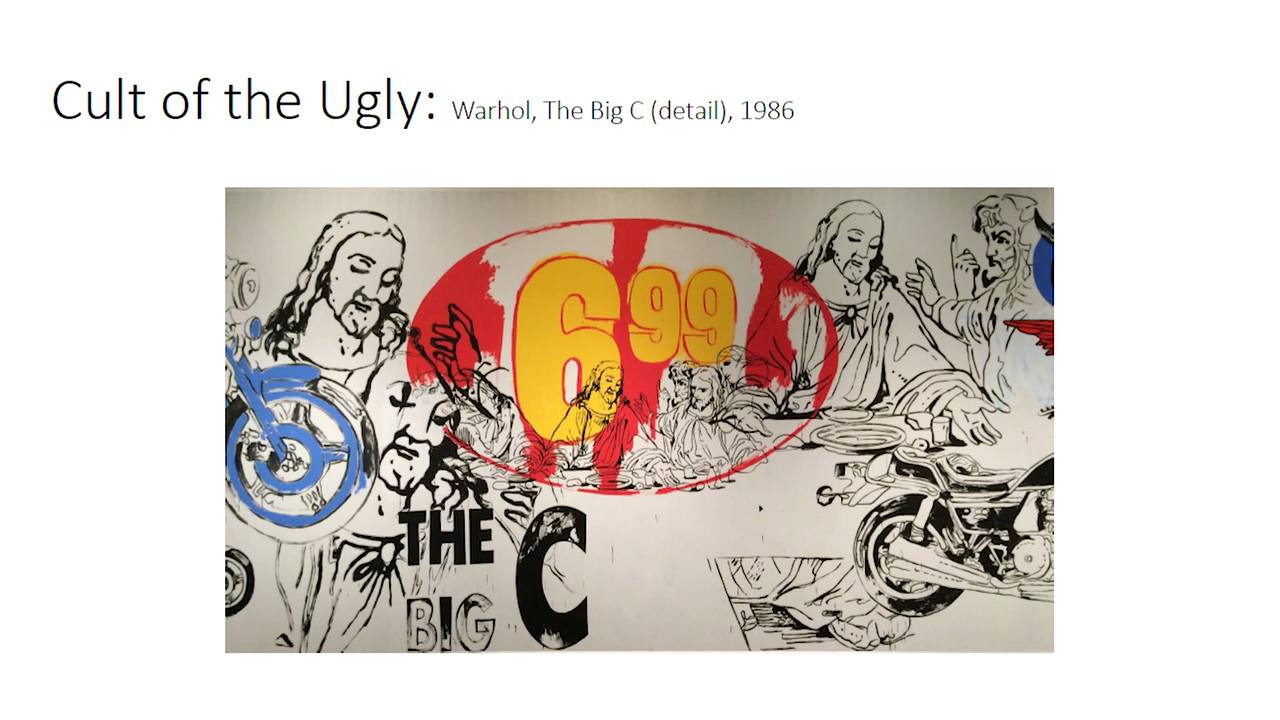 Cult of the Ugly: Warhol, The Big C (detail), 1986
6 99
THE
BIG
C